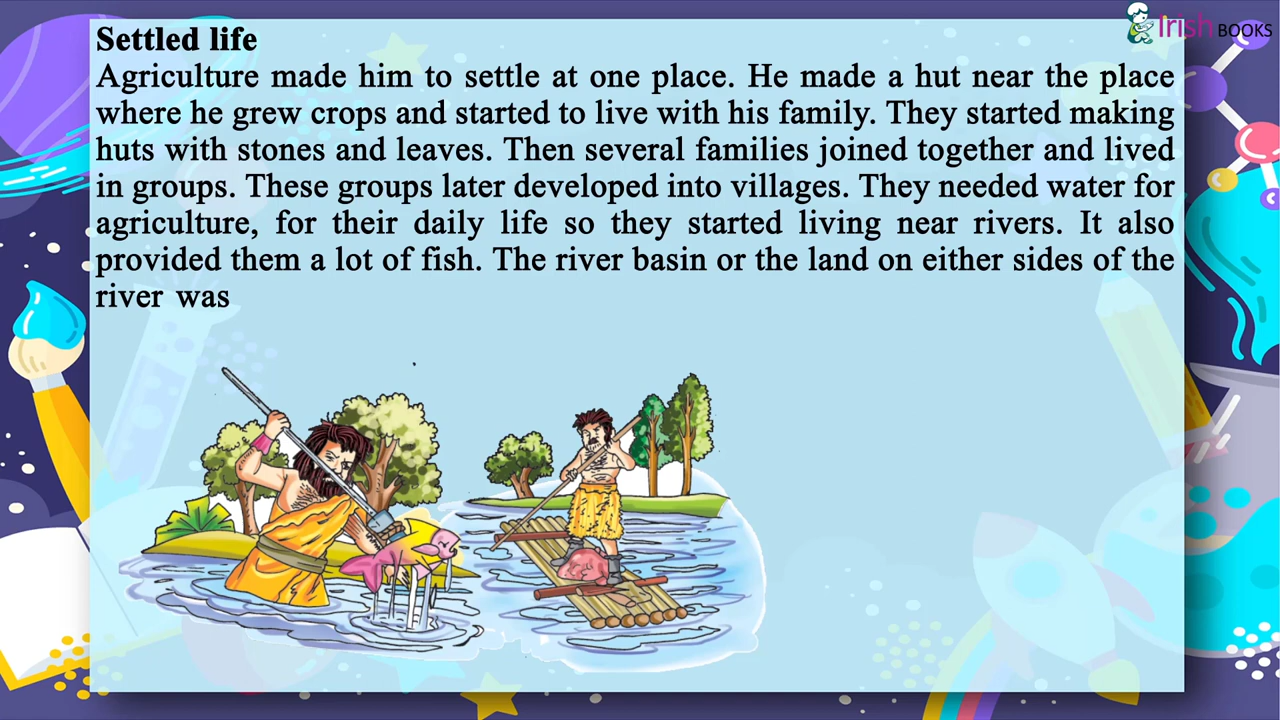 Irish BOOKS
Settled life
Agriculture made him to settle at one place. He made a hut near the place
where he grew crops and started to live with his family. They started making
huts with stones and leaves. Then several families joined together and lived
in groups. These groups later developed into villages. They needed water for
agriculture, for their daily life so they started living near rivers. It also
provided them a lot of fish. The river basin or the land on either sides of the
river was